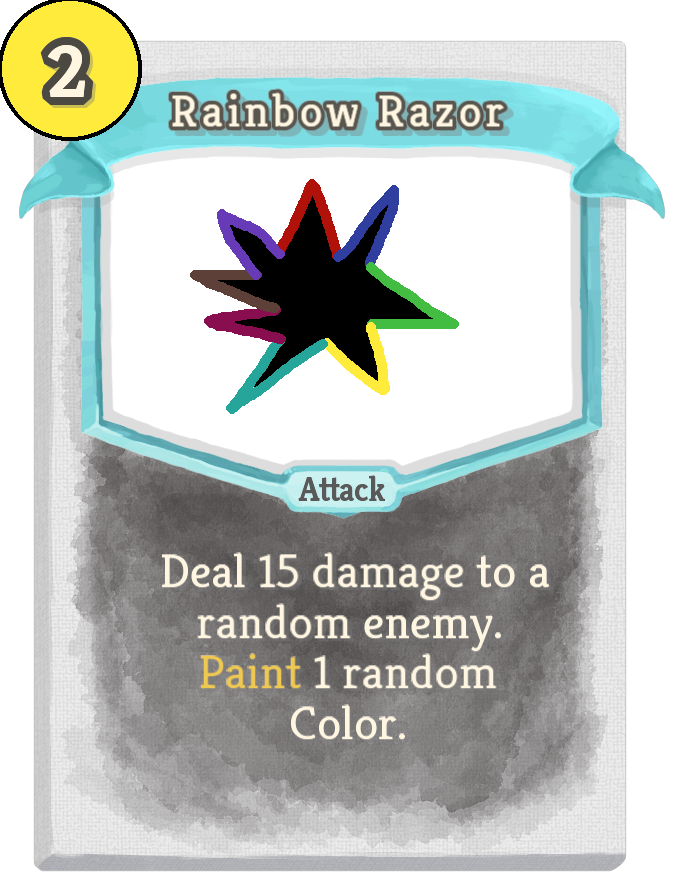 2
Rainbow Razor
Attack
Deal 15 damage to a
random enemy.
Paint 1 random
Color.